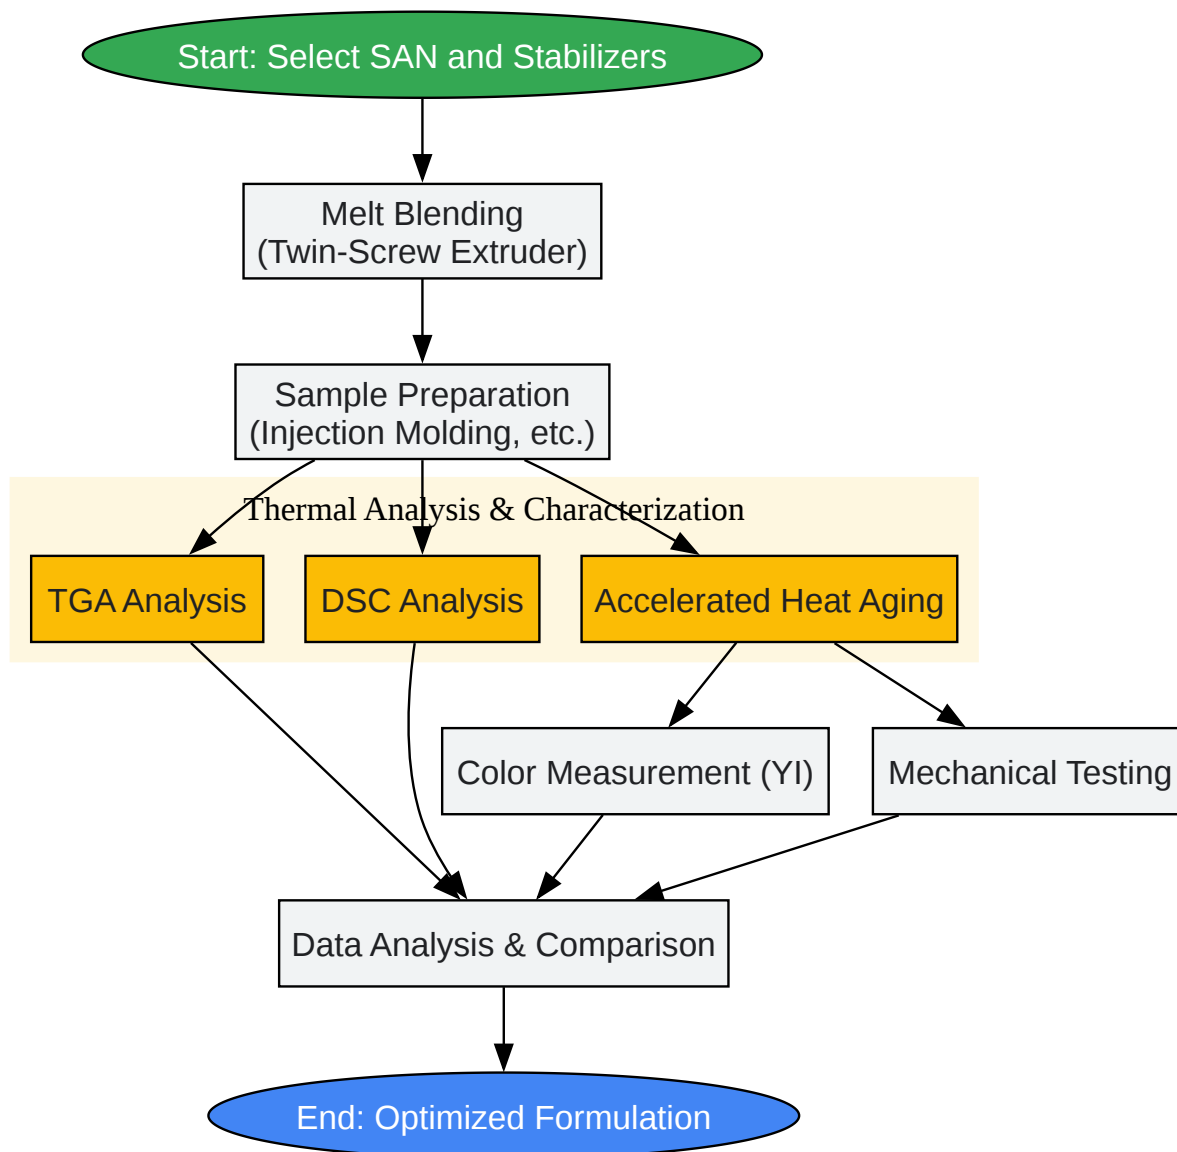 Start: Select SAN and Stabilizers
Melt Blending
(Twin-Screw Extruder)
Sample Preparation
(Injection Molding, etc.)
Thermal Analysis & Characterization
TGA Analysis
DSC Analysis
Accelerated Heat Aging
Color Measurement (YI)
Mechanical Testing
Data Analysis & Comparison
End: Optimized Formulation